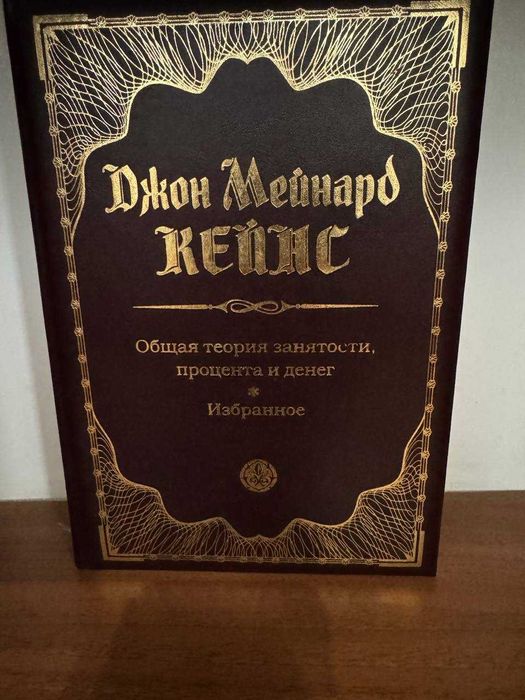 Джон Мейнард
КЕЙНС
Общая теория занятости,
процента и денег
*
Избранное